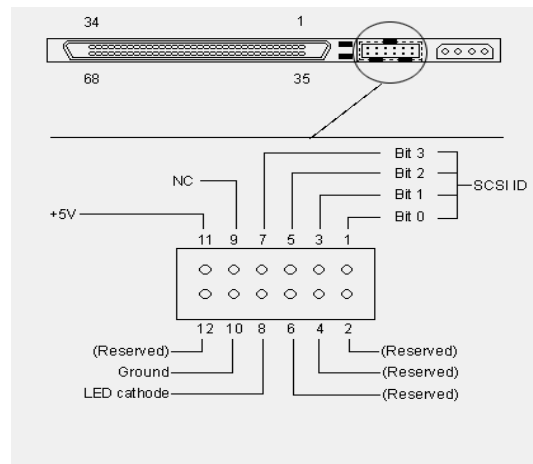 34 1
68 35
Bit 3
Bit 2
NC
SCSI ID
Bit 1
+5V
Bit 0
11 9 7 5 3 1
12 10 8 6 4 2
(Reserved) (Reserved)
Ground (Reserved)
LED cathode (Reserved)